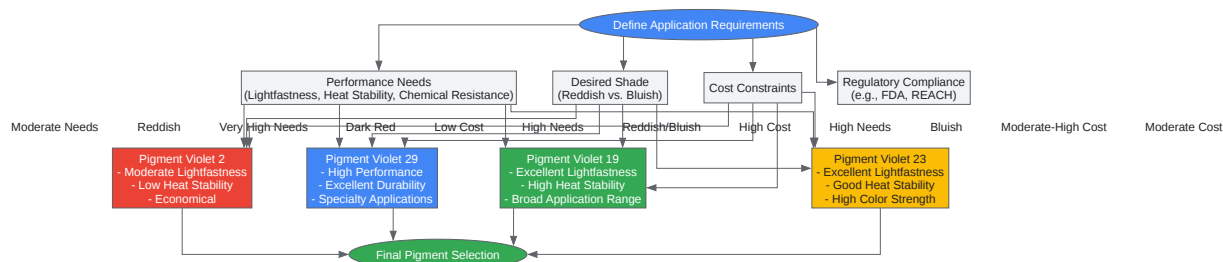 Define Application Requirements
Performance Needs
(Lightfastness, Heat Stability, Chemical Resistance)
Desired Shade
(Reddish vs. Bluish)
Cost Constraints
Regulatory Compliance
(e.g., FDA, REACH)
Moderate Needs
Reddish
Very High Needs
Dark Red
Low Cost
High Needs
Reddish/Bluish
High Cost
High Needs
Bluish
Moderate-High Cost
Moderate Cost
Pigment Violet 2
- Moderate Lightfastness
- Low Heat Stability
- Economical
Pigment Violet 29
- High Performance
- Excellent Durability
- Specialty Applications
Pigment Violet 19
- Excellent Lightfastness
- High Heat Stability
- Broad Application Range
Pigment Violet 23
- Excellent Lightfastness
- Good Heat Stability
- High Color Strength
Final Pigment Selection